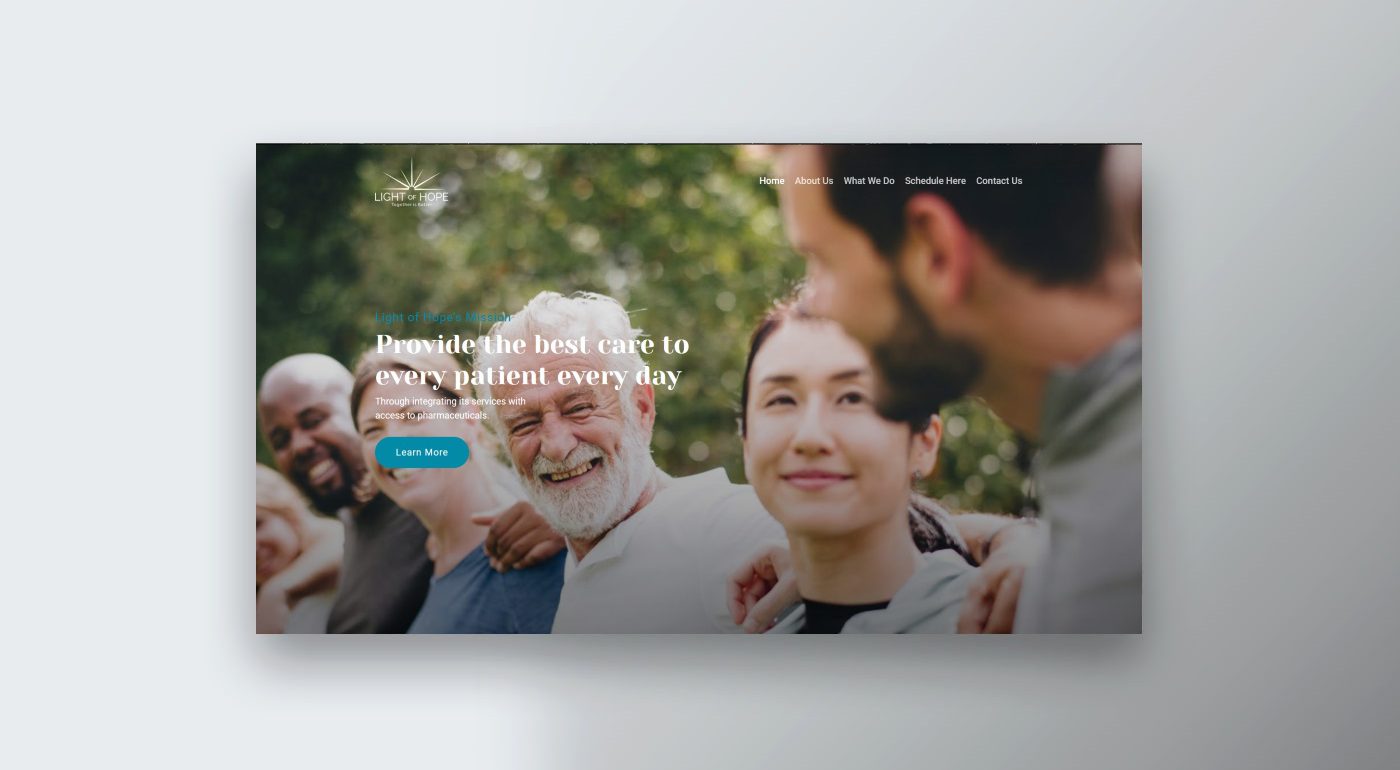 LIGHT OF HOPE
Together is Better
Home About Us What We Do Schedule Here Contact Us
Light of Hope's Mission
Provide the best care to
every patient every day
Through integrating its services with
access to pharmaceuticals.
Learn More